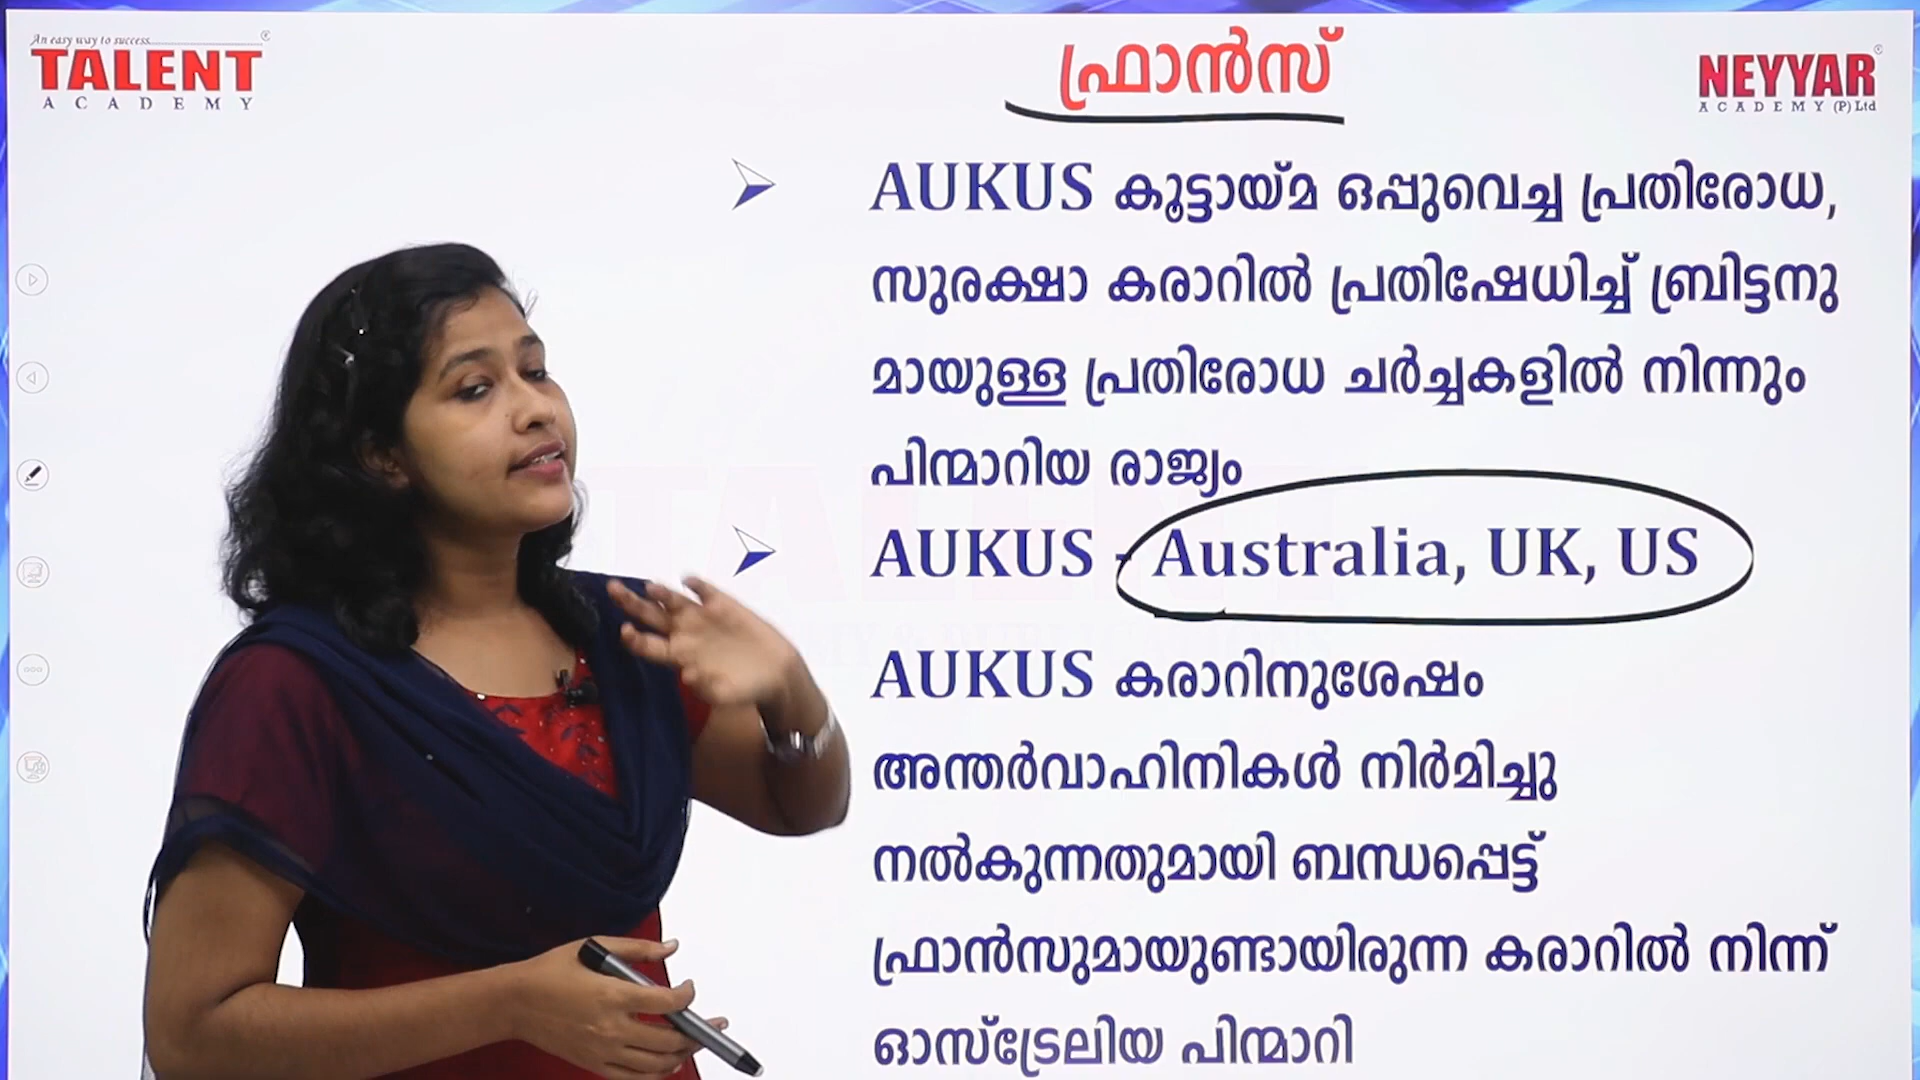 An easy way to success
TALENT
ACADEMY
ഫ്രാൻസ്
NEYYAR
ACADEMY (P) Ltd
AUKUS കൂട്ടായ്മ ഒപ്പുവെച്ച പ്രതിരോധ,
സുരക്ഷാ കരാറിൽ പ്രതിഷേധിച്ച് ബ്രിട്ടനു
മായുള്ള പ്രതിരോധ ചർച്ചകളിൽ നിന്നും
പിന്മാറിയ രാജ്യം
AUKUS - Australia, UK, US
AUKUS കരാറിനുശേഷം
അന്തർവാഹിനികൾ നിർമിച്ചു
നൽകുന്നതുമായി ബന്ധപ്പെട്ട്
ഫ്രാൻസുമായുണ്ടായിരുന്ന കരാറിൽ നിന്ന്
ഓസ്ട്രേലിയ പിന്മാറി